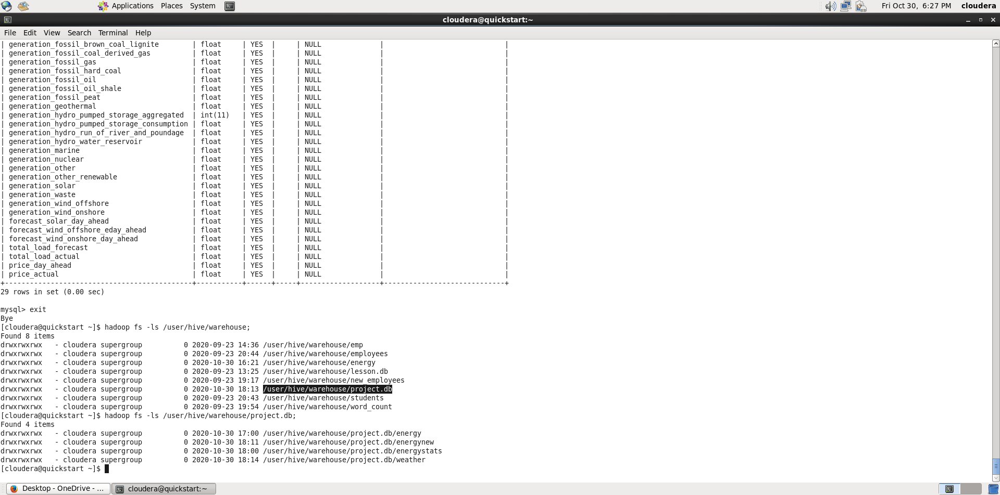 Applications Places System Fri Oct 30, 6:27 PM cloudera
cloudera@quickstart:~
File Edit View Search Terminal Help
| generation_fossil_brown_coal_lignite | float | YES | | NULL | |
| generation_fossil_coal_derived_gas | float | YES | | NULL | |
| generation_fossil_gas | float | YES | | NULL | |
| generation_fossil_hard_coal | float | YES | | NULL | |
| generation_fossil_oil | float | YES | | NULL | |
| generation_fossil_oil_shale | float | YES | | NULL | |
| generation_fossil_peat | float | YES | | NULL | |
| generation_geothermal | float | YES | | NULL | |
| generation_hydro_pumped_storage_aggregated | int(11) | YES | | NULL | |
| generation_hydro_pumped_storage_consumption | float | YES | | NULL | |
| generation_hydro_run_of_river_and_poundage | float | YES | | NULL | |
| generation_hydro_water_reservoir | float | YES | | NULL | |
| generation_marine | float | YES | | NULL | |
| generation_nuclear | float | YES | | NULL | |
| generation_other | float | YES | | NULL | |
| generation_other_renewable | float | YES | | NULL | |
| generation_solar | float | YES | | NULL | |
| generation_waste | float | YES | | NULL | |
| generation_wind_offshore | float | YES | | NULL | |
| generation_wind_onshore | float | YES | | NULL | |
| forecast_solar_day_ahead | float | YES | | NULL | |
| forecast_wind_offshore_eday_ahead | float | YES | | NULL | |
| forecast_wind_onshore_day_ahead | float | YES | | NULL | |
| total_load_forecast | float | YES | | NULL | |
| total_load_actual | float | YES | | NULL | |
| price_day_ahead | float | YES | | NULL | |
| price_actual | float | YES | | NULL | |
+---------------------------------------------+-----------+------+-----+-------------------+-----------------------------+
29 rows in set (0.00 sec)
mysql> exit
Bye
[cloudera@quickstart ~]$ hadoop fs -ls /user/hive/warehouse;
Found 8 items
drwxrwxrwx - cloudera supergroup 0 2020-09-23 14:36 /user/hive/warehouse/emp
drwxrwxrwx - cloudera supergroup 0 2020-09-23 20:44 /user/hive/warehouse/employees
drwxrwxrwx - cloudera supergroup 0 2020-10-30 16:21 /user/hive/warehouse/energy
drwxrwxrwx - cloudera supergroup 0 2020-09-23 13:25 /user/hive/warehouse/lesson.db
drwxrwxrwx - cloudera supergroup 0 2020-09-23 19:17 /user/hive/warehouse/new_employees
drwxrwxrwx - cloudera supergroup 0 2020-10-30 18:13 /user/hive/warehouse/project.db
drwxrwxrwx - cloudera supergroup 0 2020-09-23 20:43 /user/hive/warehouse/students
drwxrwxrwx - cloudera supergroup 0 2020-09-23 19:54 /user/hive/warehouse/word_count
[cloudera@quickstart ~]$ hadoop fs -ls /user/hive/warehouse/project.db;
Found 4 items
drwxrwxrwx - cloudera supergroup 0 2020-10-30 17:00 /user/hive/warehouse/project.db/energy
drwxrwxrwx - cloudera supergroup 0 2020-10-30 18:11 /user/hive/warehouse/project.db/energynew
drwxrwxrwx - cloudera supergroup 0 2020-10-30 18:00 /user/hive/warehouse/project.db/energystats
drwxrwxrwx - cloudera supergroup 0 2020-10-30 18:14 /user/hive/warehouse/project.db/weather
[cloudera@quickstart ~]$
Desktop - OneDrive - ... cloudera@quickstart:~